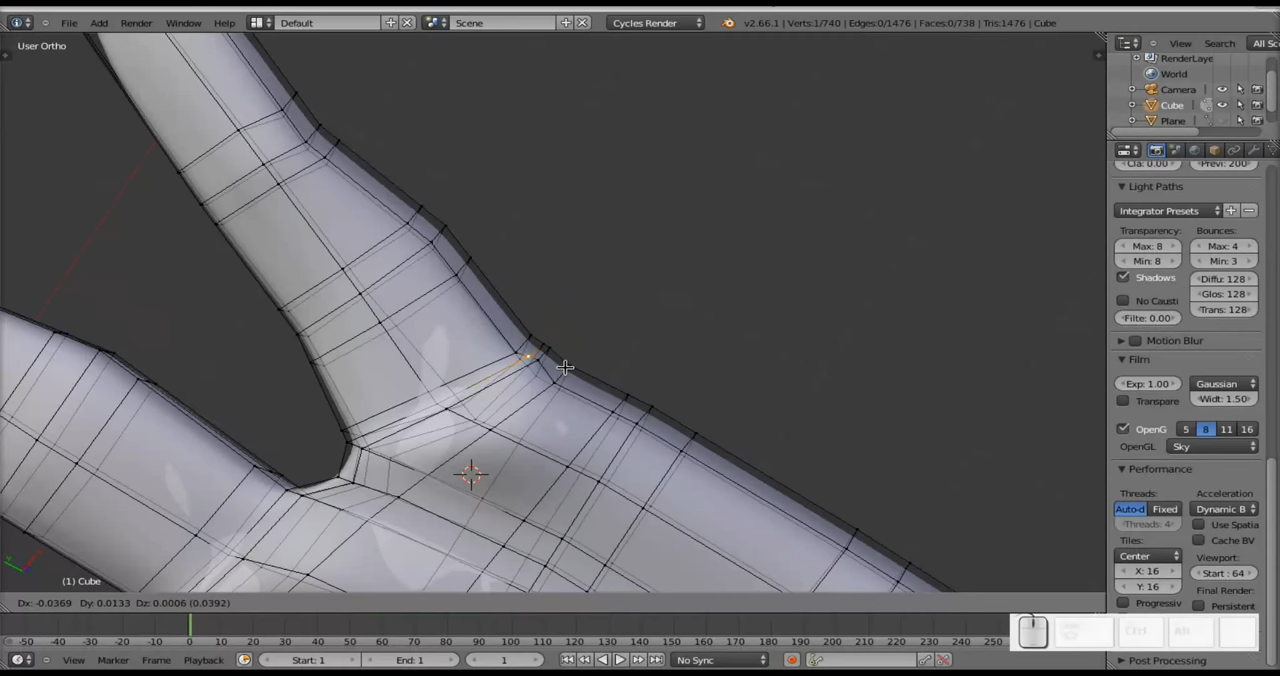 File Add Render Window Help Default Scene Cycles Render v2.66.1 | Verts:1/740 | Edges:0/1476 | Faces:0/738 | Tris:1476 | Cube
User Ortho
View Search All Sc
RenderLaye
World
Camera
Cube
Plane
Cla: 0.00 Previ: 200
Light Paths
Integrator Presets
Transparency: Bounces:
Max: 8 Max: 4
Min: 8 Min: 3
Shadows Diffu: 128
No Causti Glos: 128
Filte: 0.00 Trans: 128
Motion Blur
Film
Exp: 1.00 Gaussian
Transpare Widt: 1.50
OpenG 5 8 11 16
OpenGL: Sky
Performance
Threads: Acceleration
Auto-d Fixed Dynamic B
Threads: 4 Use Spatia
Tiles: Cache BV
Center Viewport:
X: 16 Start : 64
Y: 16 Final Render:
Progressiv Persistent
(1) Cube
Dx: -0.0369 Dy: 0.0133 Dz: 0.0006 (0.0392)
Ctrl Alt
-50 -40 -30 -20 -10 0 10 20 30 40 50 60 70 80 90 100 110 120 130 140 150 160 170 180 190 200 210 220 230 240 250
View Marker Frame Playback Start: 1 End: 1 1 No Sync
Post Processing